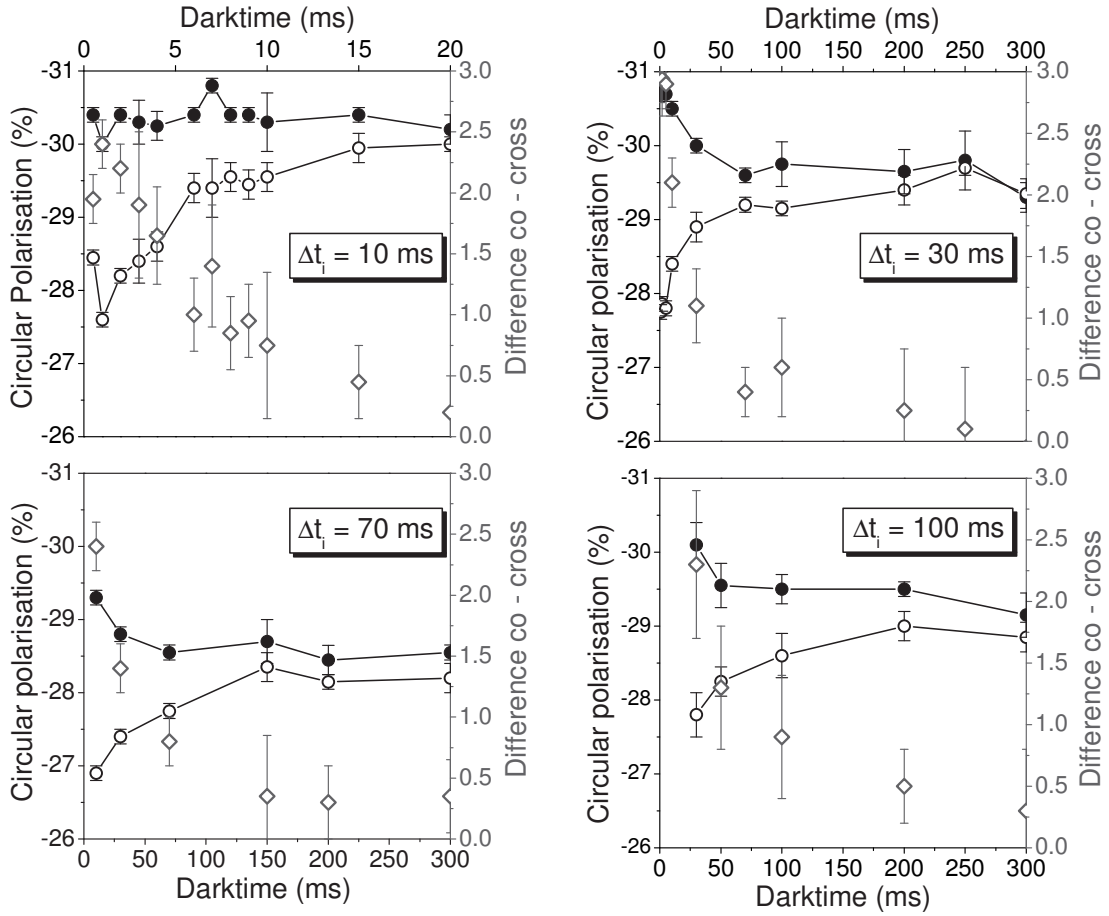 Darktime (ms)
0 5 10 15 20
-31
-30
-29
-28
-27
-26
Circular Polarisation (%)
Δti = 10 ms
3.0
2.5
2.0
1.5
1.0
0.5
0.0
Difference co - cross
Darktime (ms)
0 50 100 200 250 300
-31
-30
-29
-28
-27
-26
Circular polarisation (%)
Δti = 30 ms
3.0
2.5
2.0
1.5
1.0
0.5
0.0
Difference co - cross
-31
-30
-29
-28
-27
-26
Circular polarisation (%)
Δti = 70 ms
3.0
2.5
2.0
1.5
1.0
0.5
0.0
Difference co - cross
0 50 100 150 200 300
Darktime (ms)
-31
-30
-29
-28
-27
-26
Circular polarisation (%)
Δti = 100 ms
3.0
2.5
2.0
1.5
1.0
0.5
0.0
Difference co - cross
0 50 100 200 250 300
Darktime (ms)